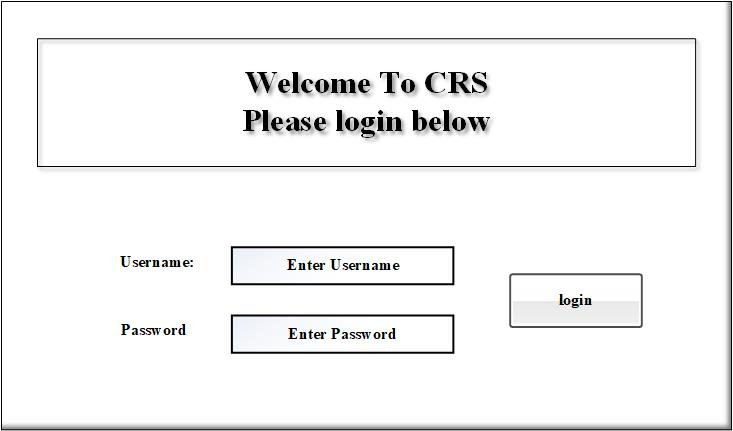 Welcome To CRS
Please login below
Username:
Enter Username
login
Password
Enter Password